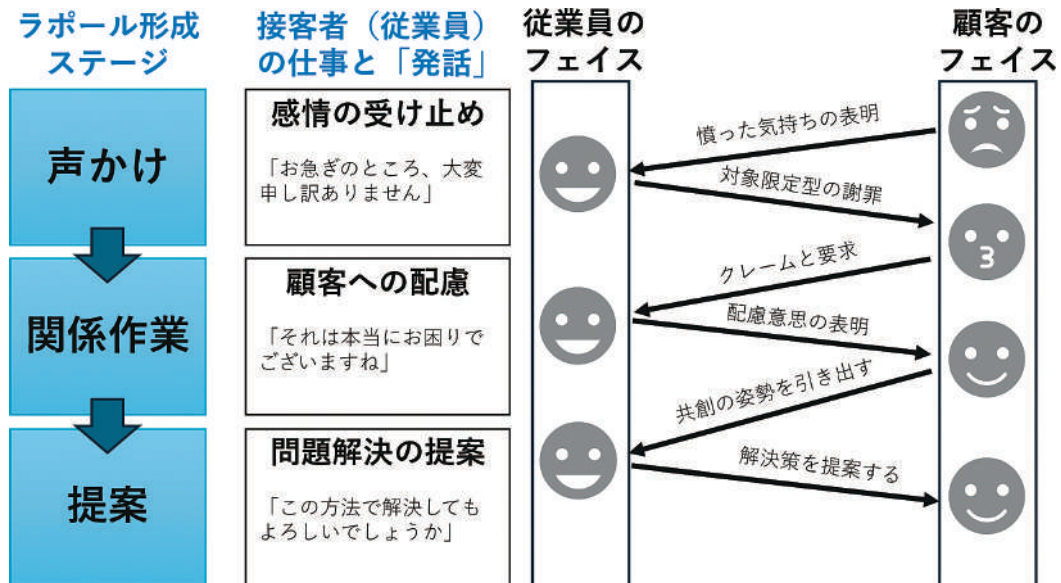 ラポール形成
ステージ
接客者（従業員）
の仕事と「発話」
従業員の
フェイス
顧客の
フェイス
声かけ
感情の受け止め
「お急ぎのところ、大変
申し訳ありません」
憤った気持ちの表明
対象限定型の謝罪
関係作業
顧客への配慮
「それは本当にお困りで
ございますね」
クレームと要求
配慮意思の表明
共創の姿勢を引き出す
提案
問題解決の提案
「この方法で解決しても
よろしいでしょうか」
解決策を提案する